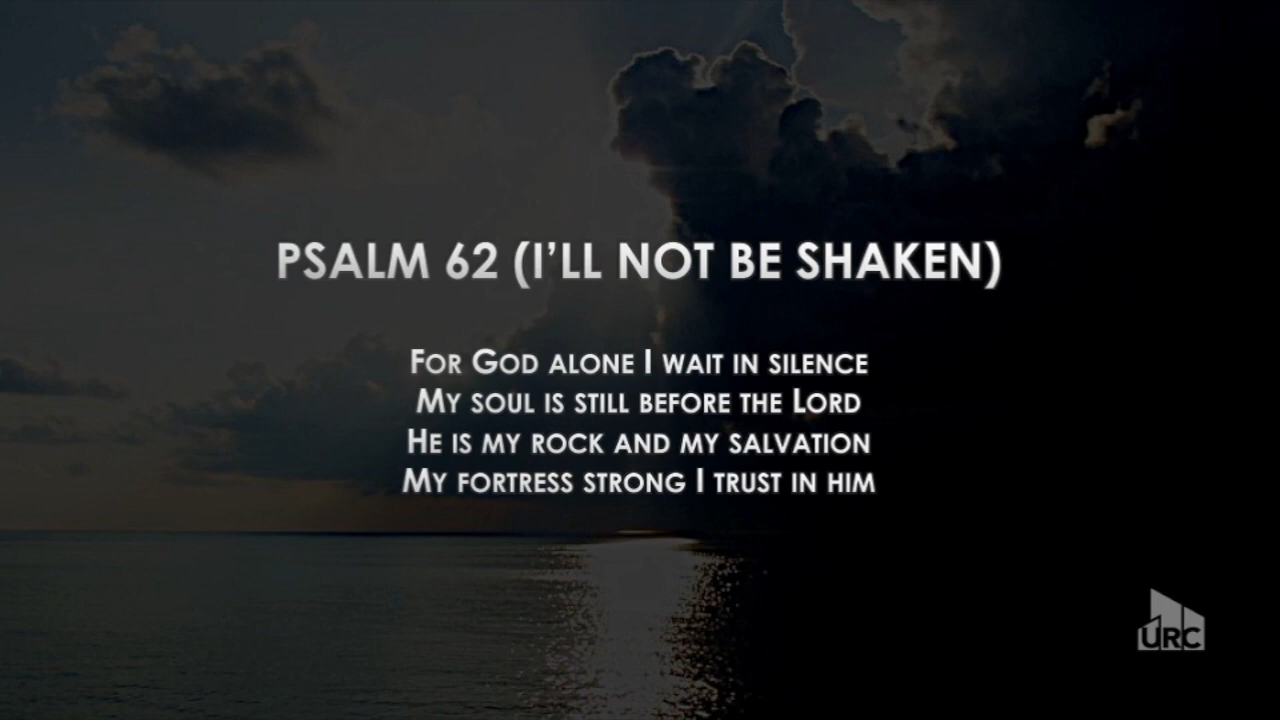 PSALM 62 (I'LL NOT BE SHAKEN)
FOR GOD ALONE I WAIT IN SILENCE
MY SOUL IS STILL BEFORE THE LORD
HE IS MY ROCK AND MY SALVATION
MY FORTRESS STRONG I TRUST IN HIM
URC